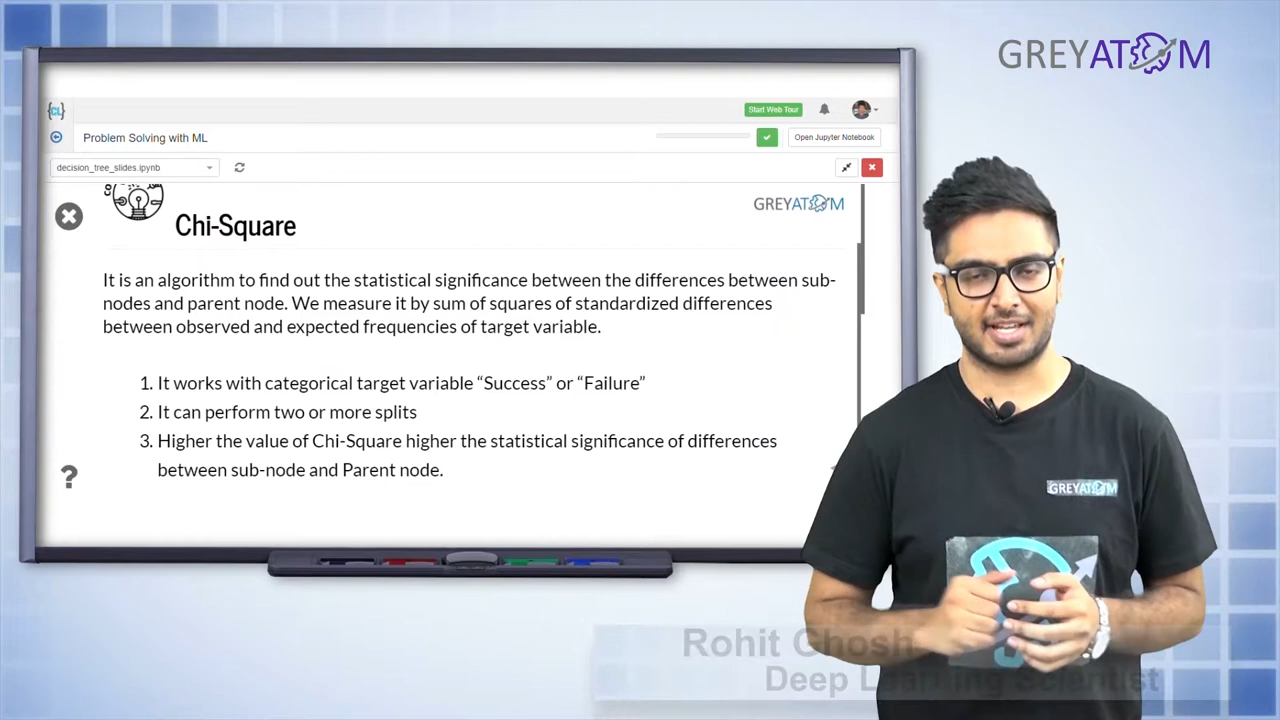 GREYATOM
{CL}
Start Web Tour
Problem Solving with ML
Open Jupyter Notebook
decision_tree_slides.ipynb
GREYATOM
Chi-Square
It is an algorithm to find out the statistical significance between the differences between sub-
nodes and parent node. We measure it by sum of squares of standardized differences
between observed and expected frequencies of target variable.
1. It works with categorical target variable “Success” or “Failure”
2. It can perform two or more splits
3. Higher the value of Chi-Square higher the statistical significance of differences
between sub-node and Parent node.
?
GREYATOM
Rohit Ghosh
Deep Learning Scientist